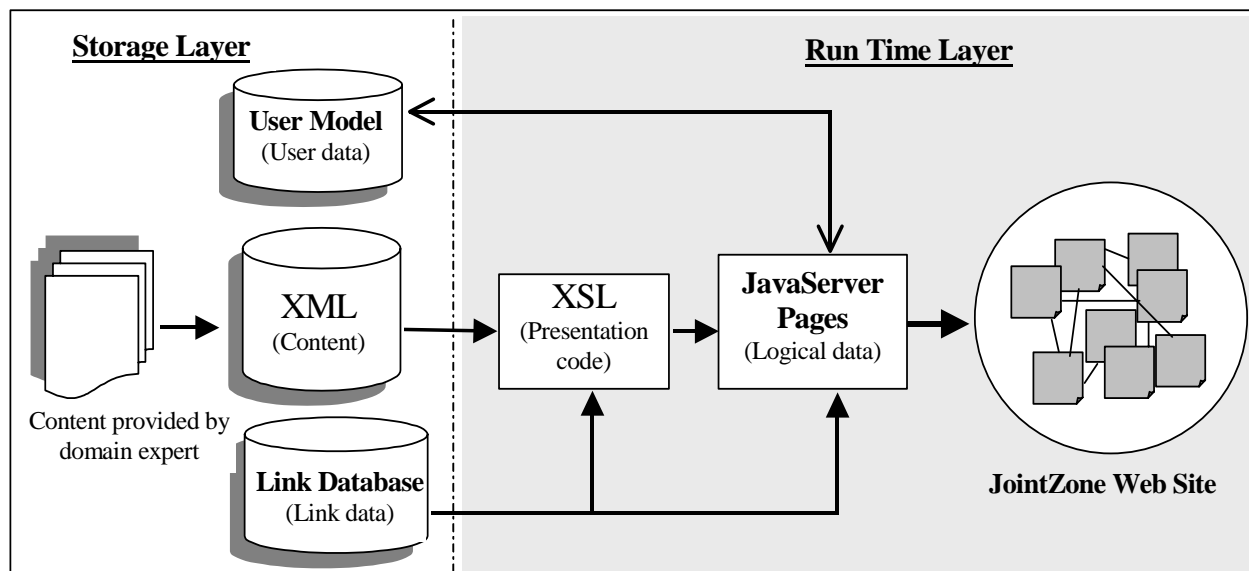 Storage Layer
Run Time Layer
User Model
(User data)
XML
(Content)
XSL
(Presentation
code)
JavaServer
Pages
(Logical data)
Content provided by
domain expert
Link Database
(Link data)
JointZone Web Site